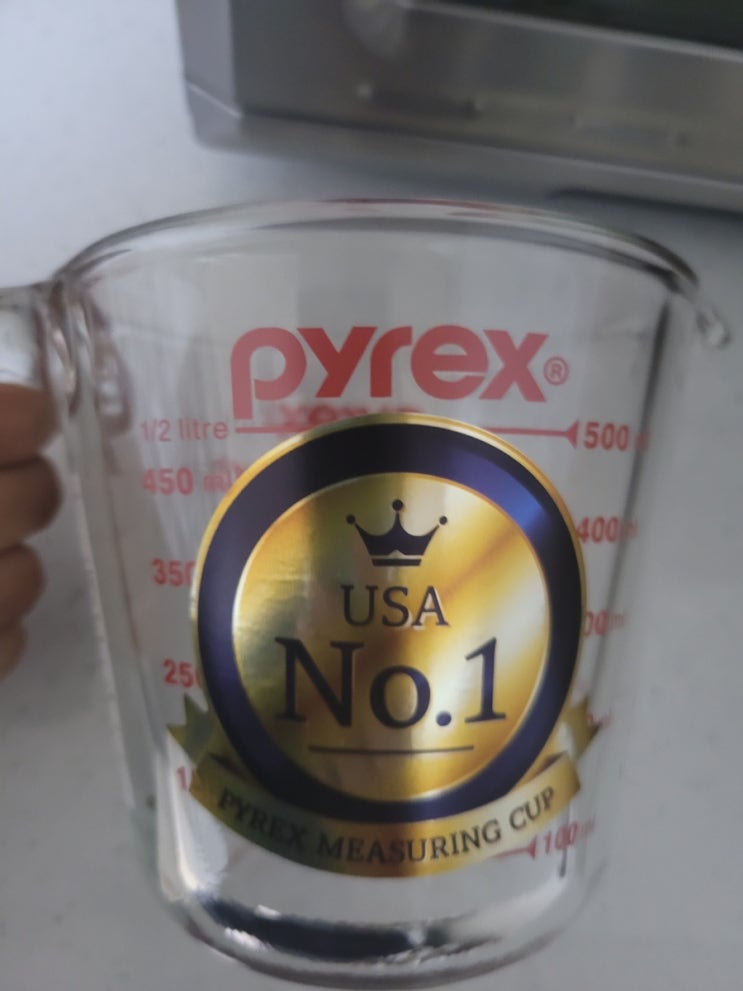 pyrex®
1/2 litre 500
450 ml
400
350
USA
No.1
250
PYREX MEASURING CUP
100